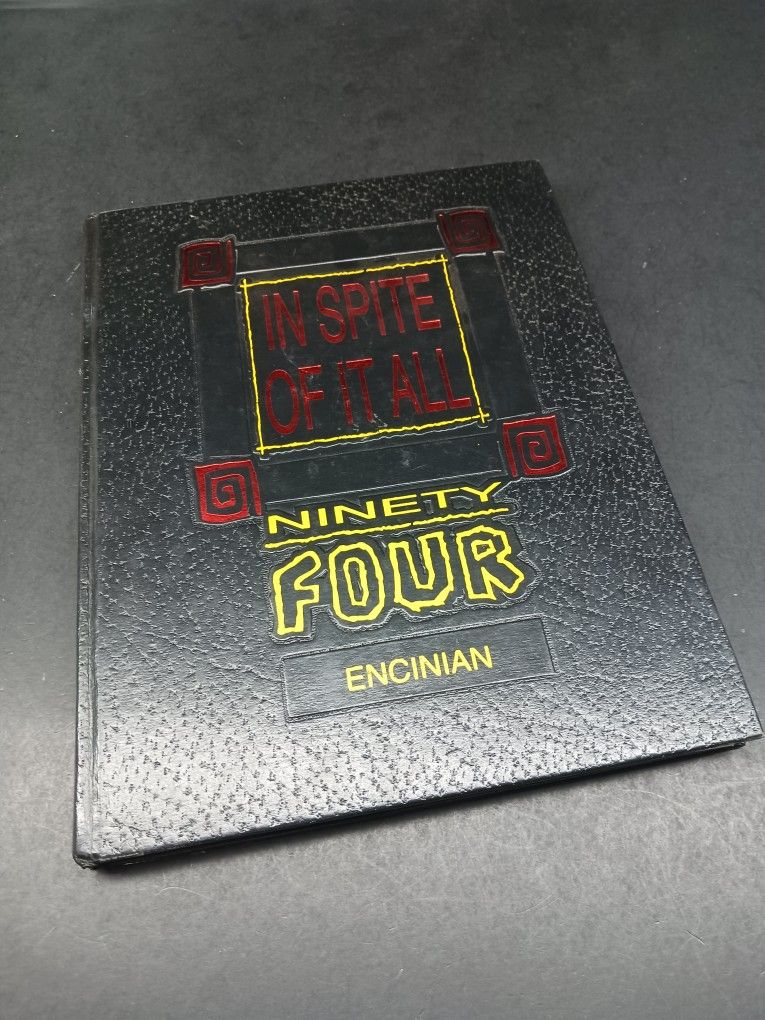 IN SPITE
OF IT ALL
NINETY
FOUR
ENCINIAN